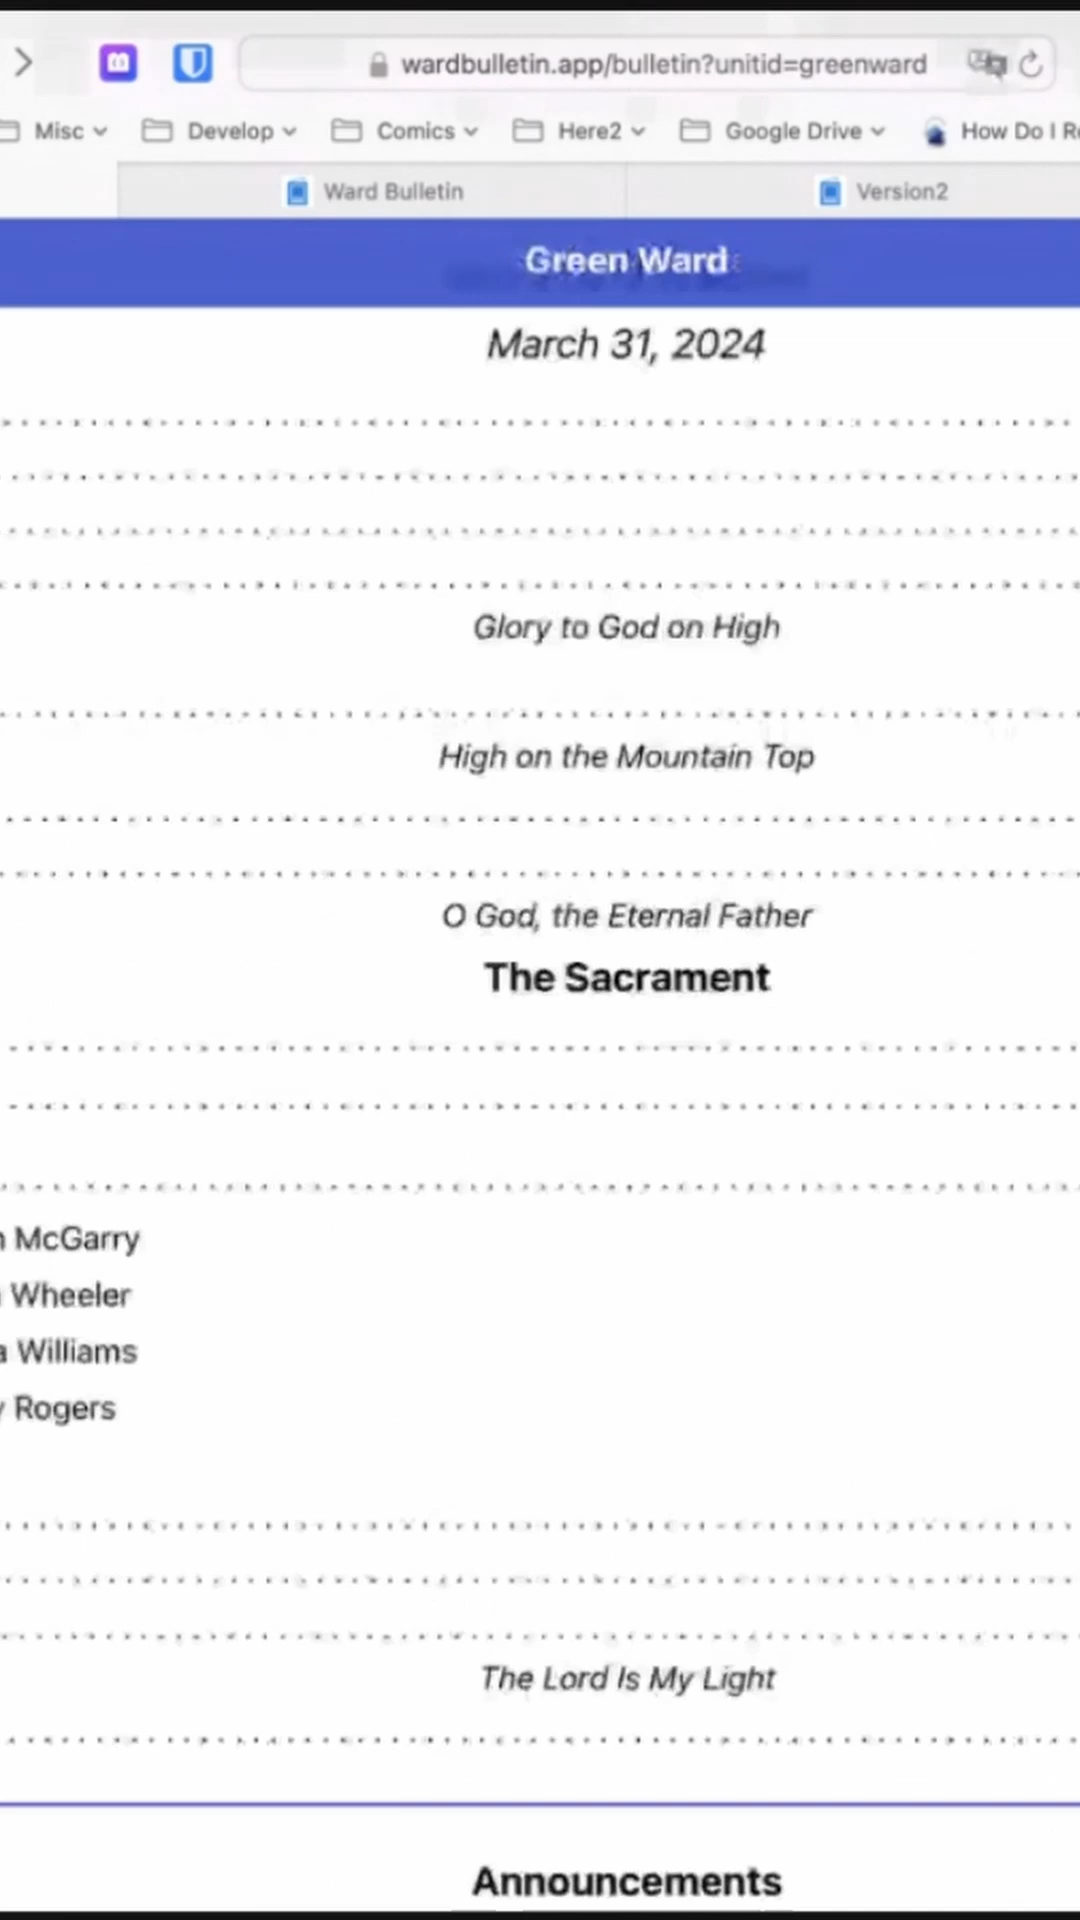 wardbulletin.app/bulletin?unitid=greenward
Misc Develop Comics Here2 Google Drive How Do I
Ward Bulletin Version2
Green Ward
March 31, 2024
Glory to God on High
High on the Mountain Top
O God, the Eternal Father
The Sacrament
McGarry
Wheeler
Williams
Rogers
The Lord Is My Light
Announcements